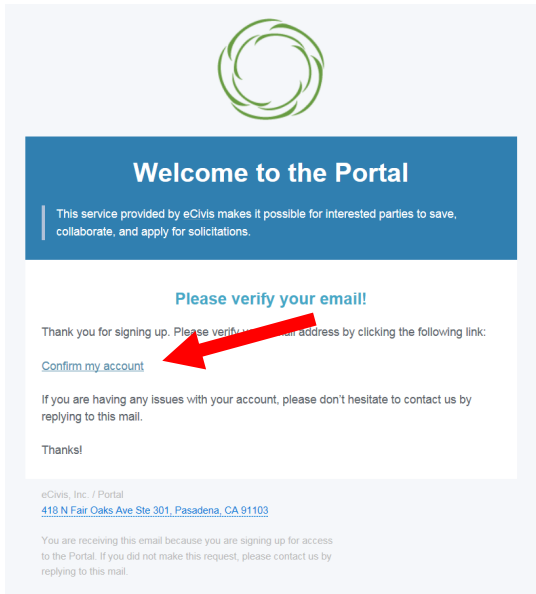 Welcome to the Portal
This service provided by eCivis makes it possible for interested parties to save,
collaborate, and apply for solicitations.
Please verify your email!
Thank you for signing up. Please verify address by clicking the following link:
Confirm my account
If you are having any issues with your account, please don't hesitate to contact us by
replying to this mail.
Thanks!
eCivis, Inc. / Portal
418 N Fair Oaks Ave Ste 301, Pasadena, CA 91103
You are receiving this email because you are signing up for access
to the Portal. If you did not make this request, please contact us by
replying to this mail.